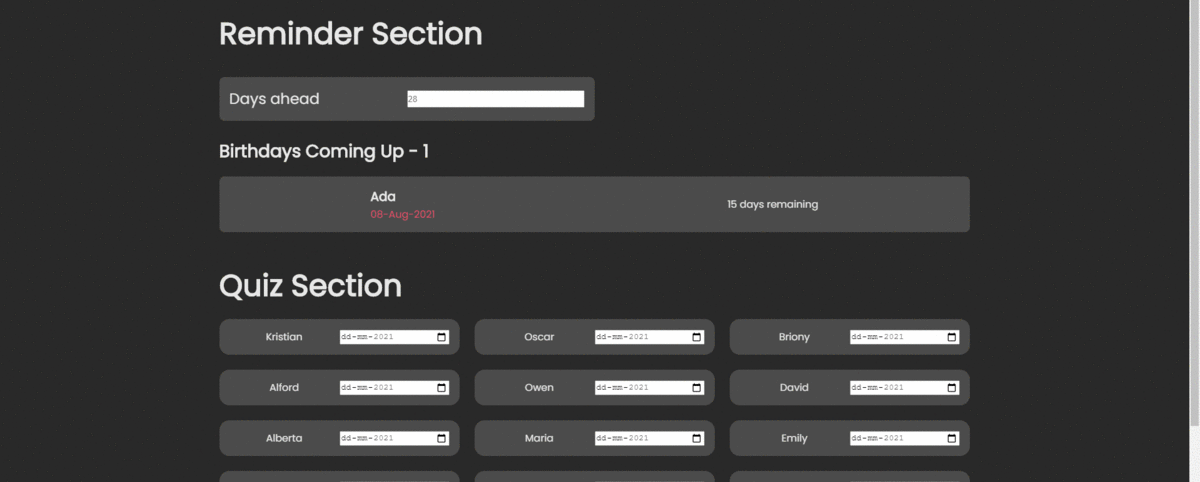 Reminder Section
Days ahead 28
Birthdays Coming Up - 1
Ada
08-Aug-2021
15 days remaining
Quiz Section
Kristian dd-mm-2021 Oscar dd-mm-2021 Briony dd-mm-2021
Alford dd-mm-2021 Owen dd-mm-2021 David dd-mm-2021
Alberta dd-mm-2021 Maria dd-mm-2021 Emily dd-mm-2021